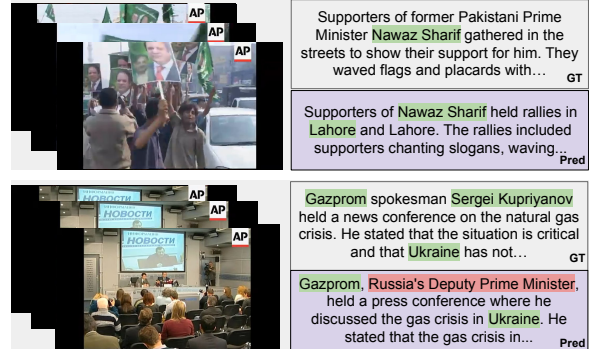 AP
AP
AP
Supporters of former Pakistani Prime
Minister Nawaz Sharif gathered in the
streets to show their support for him. They
waved flags and placards with…
GT
Supporters of Nawaz Sharif held rallies in
Lahore and Lahore. The rallies included
supporters chanting slogans, waving...
Pred
AP
AP
AP
НОВОСТИ
НОВОСТИ
Gazprom spokesman Sergei Kupriyanov
held a news conference on the natural gas
crisis. He stated that the situation is critical
and that Ukraine has not…
GT
Gazprom, Russia's Deputy Prime Minister,
held a press conference where he
discussed the gas crisis in Ukraine. He
stated that the gas crisis in...
Pred